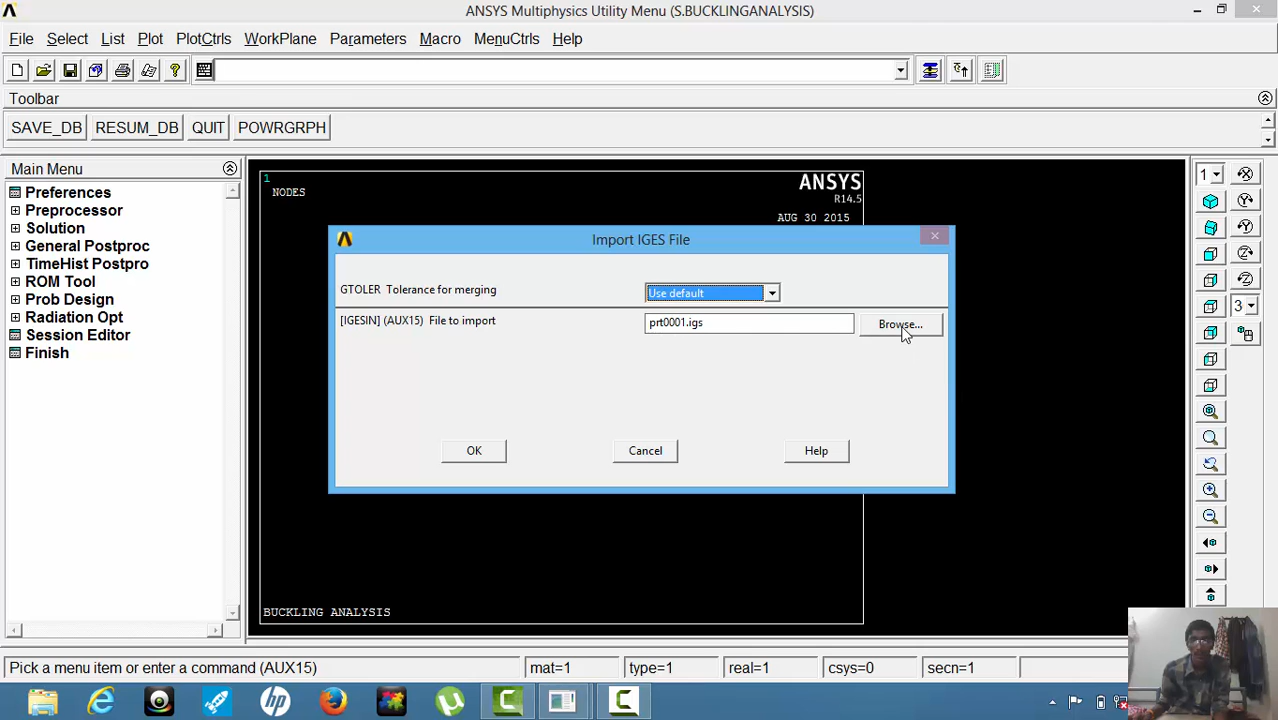 ANSYS Multiphysics Utility Menu (S.BUCKLINGANALYSIS)
File Select List Plot PlotCtrls WorkPlane Parameters Macro MenuCtrls Help
Toolbar
SAVE_DB RESUM_DB QUIT POWRGRPH
Main Menu
Preferences
Preprocessor
Solution
General Postproc
TimeHist Postpro
ROM Tool
Prob Design
Radiation Opt
Session Editor
Finish
1
NODES
ANSYS
R14.5
AUG 30 2015
Import IGES File
GTOLER Tolerance for merging Use default
[IGESIN] (AUX15) File to import prt0001.igs Browse...
OK Cancel Help
BUCKLING ANALYSIS
1
3
Pick a menu item or enter a command (AUX15) mat=1 type=1 real=1 csys=0 secn=1